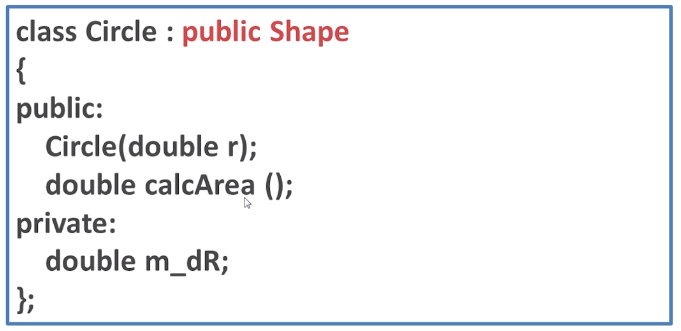 class Circle : public Shape
{
public:
Circle(double r);
double calcArea ();
private:
double m_dR;
};